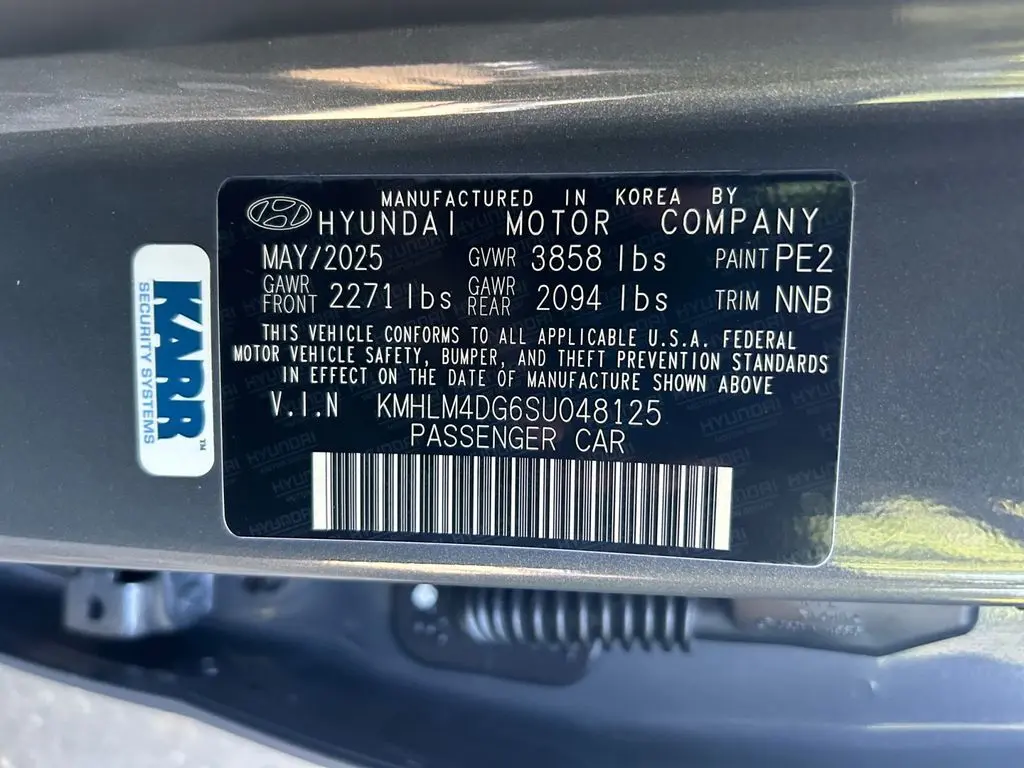 MANUFACTURED IN KOREA BY
HYUNDAI MOTOR COMPANY
MAY/2025 GVWR 3858 lbs PAINT PE2
GAWR FRONT 2271 lbs GAWR REAR 2094 lbs TRIM NNB
THIS VEHICLE CONFORMS TO ALL APPLICABLE U.S.A. FEDERAL
MOTOR VEHICLE SAFETY, BUMPER, AND THEFT PREVENTION STANDARDS
IN EFFECT ON THE DATE OF MANUFACTURE SHOWN ABOVE
V.I.N KMHLM4DG6SU048125
PASSENGER CAR
KARR™
SECURITY SYSTEMS